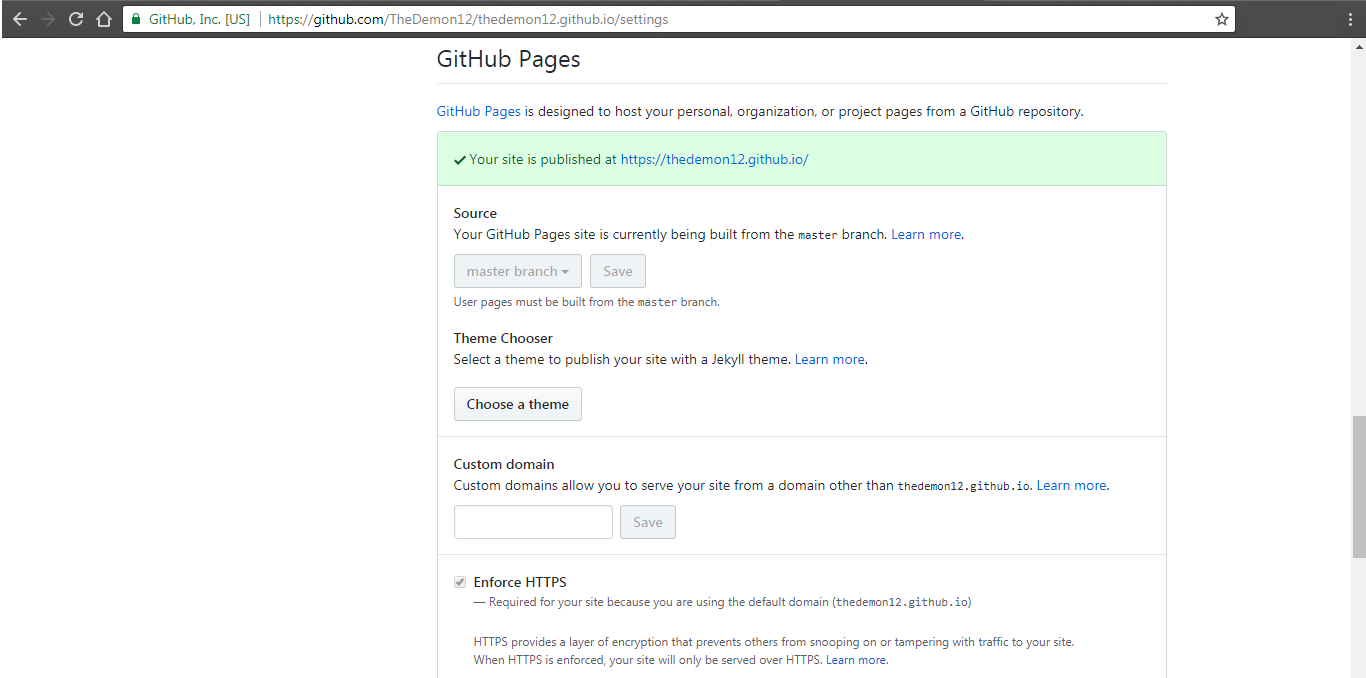 GitHub, Inc. [US] https://github.com/TheDemon12/thedemon12.github.io/settings
GitHub Pages
GitHub Pages is designed to host your personal, organization, or project pages from a GitHub repository.
Your site is published at https://thedemon12.github.io/
Source
Your GitHub Pages site is currently being built from the master branch. Learn more.
master branch Save
User pages must be built from the master branch.
Theme Chooser
Select a theme to publish your site with a Jekyll theme. Learn more.
Choose a theme
Custom domain
Custom domains allow you to serve your site from a domain other than thedemon12.github.io. Learn more.
Save
Enforce HTTPS
— Required for your site because you are using the default domain (thedemon12.github.io)
HTTPS provides a layer of encryption that prevents others from snooping on or tampering with traffic to your site.
When HTTPS is enforced, your site will only be served over HTTPS. Learn more.